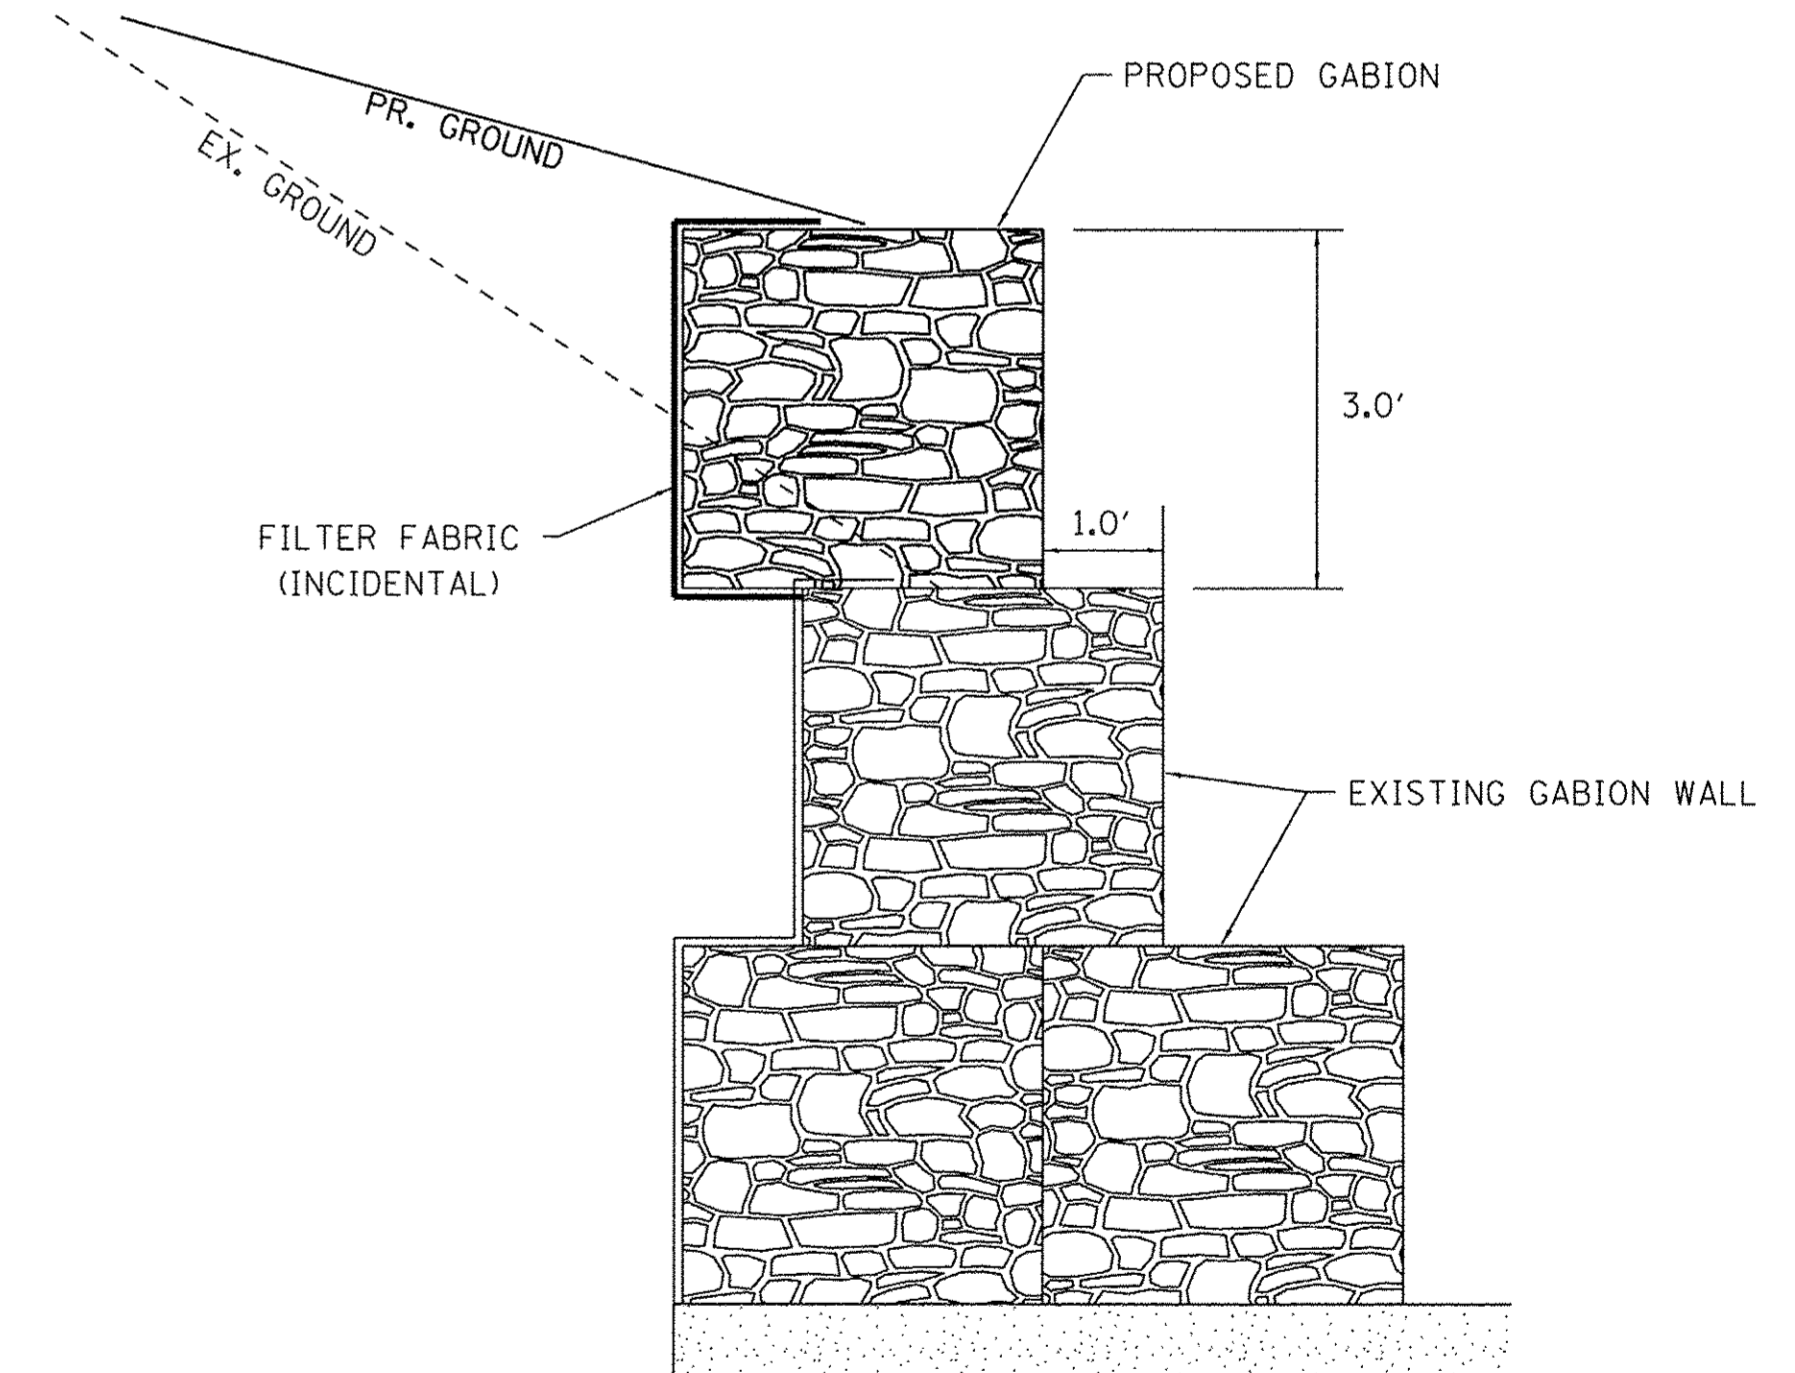 PROPOSED GABION
PR. GROUND
EX. GROUND
3.0'
1.0'
FILTER FABRIC
(INCIDENTAL)
EXISTING GABION WALL